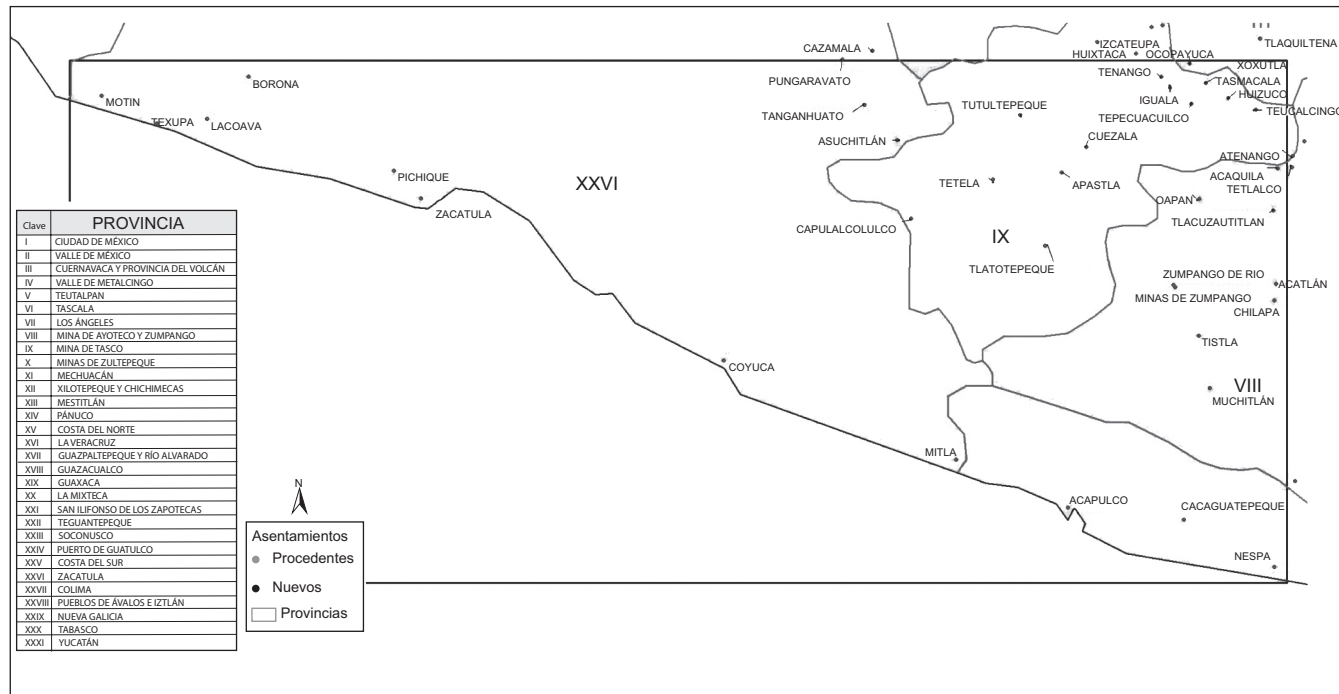 IZCATEUPA
TLAQUILTENA
CAZAMALA
HUIXTACA
OCOPAYUCA
XOXUTLA
PUNGARAVATO
TENANGO
TASMACALA
BORONA
IGUALA
HUIZUCO
MOTIN
TANGANHUATO
TUTULTEPEQUE
TEPECUACUILCO
TEUCALCINGO
TEXUPA
LACOAVA
ASUCHITLÁN
CUEZALA
ATENANGO
PICHIQUE
XXVI
TETELA
APASTLA
ACAQUILA
TETLALCO
OAPAN
ZACATULA
CAPULALCOLULCO
IX
TLACUZAUTITLAN
TLATOTEPEQUE
ZUMPANGO DE RIO
ACATLÁN
MINAS DE ZUMPANGO
CHILAPA
TISTLA
COYUCA
VIII
MUCHITLÁN
MITLA
ACAPULCO
CACAGUATEPEQUE
NESPA
Clave PROVINCIA
I CIUDAD DE MÉXICO
II VALLE DE MÉXICO
III CUERNAVACA Y PROVINCIA DEL VOLCÁN
IV VALLE DE METALCINGO
V TEUTALPAN
VI TASCALA
VII LOS ÁNGELES
VIII MINA DE AYOTECO Y ZUMPANGO
IX MINA DE TASCO
X MINAS DE ZULTEPEQUE
XI MECHUACÁN
XII XILOTEPEQUE Y CHICHIMECAS
XIII MESTITLÁN
XIV PÁNUCO
XV COSTA DEL NORTE
XVI LA VERACRUZ
XVII GUAZPALTEPEQUE Y RÍO ALVARADO
XVIII GUAZACUALCO
XIX GUAXACA
XX LA MIXTECA
XXI SAN ILIFONSO DE LOS ZAPOTECAS
XXII TEGUANTEPEQUE
XXIII SOCONUSCO
XXIV PUERTO DE GUATULCO
XXV COSTA DEL SUR
XXVI ZACATULA
XXVII COLIMA
XXVIII PUEBLOS DE ÁVALOS E IZTLÁN
XXIX NUEVA GALICIA
XXX TABASCO
XXXI YUCATÁN
N
Asentamientos
Procedentes
Nuevos
Provincias